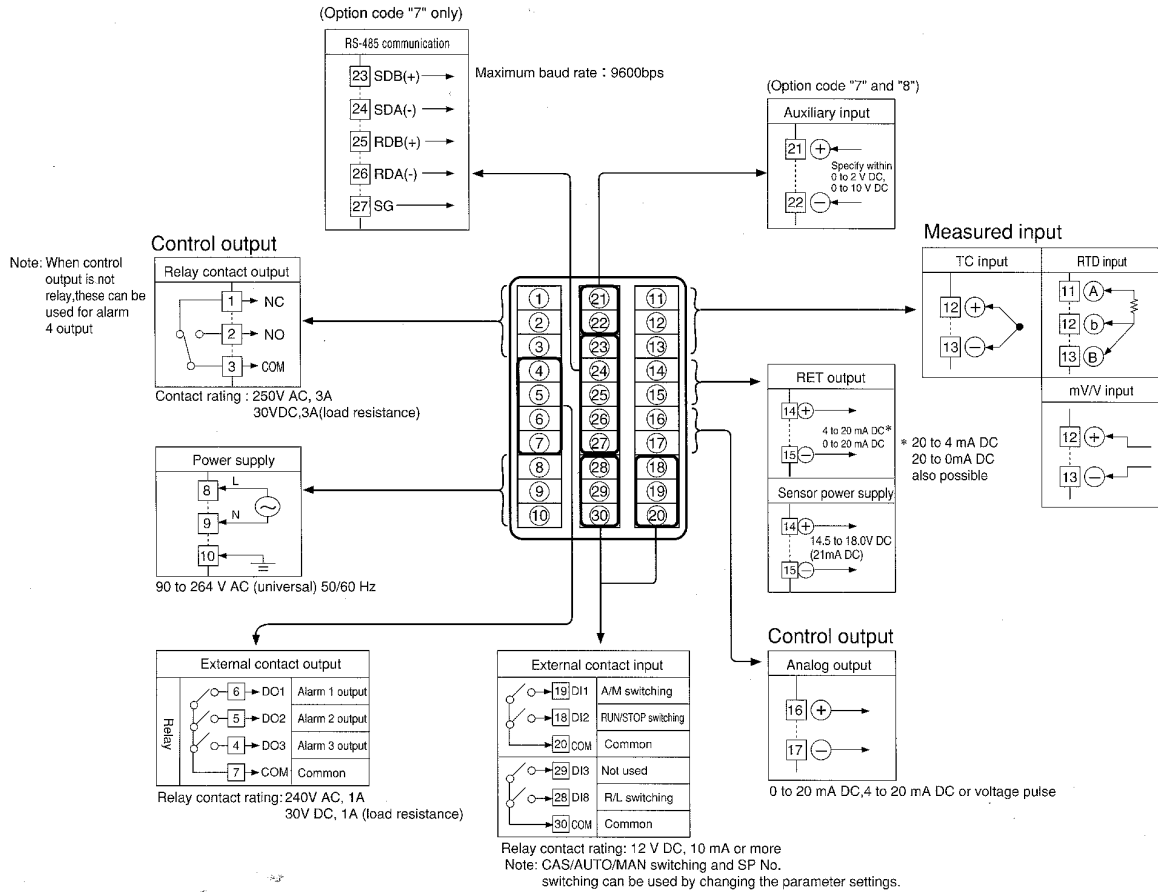 (Option code "7" only)
RS-485 communication
23 SDB(+)
24 SDA(-)
25 RDB(+)
26 RDA(-)
27 SG
Maximum baud rate : 9600bps
(Option code "7" and "8")
Auxiliary input
21 +
Specify within
0 to 2 V DC,
0 to 10 V DC
22 −
Control output
Note: When control
output is not
relay,these can be
used for alarm
4 output
Relay contact output
1 NC
2 NO
3 COM
Contact rating : 250V AC, 3A
30VDC,3A(load resistance)
Measured input
TC input
12 +
13 −
RTD input
11 A
12 b
13 B
mV/V input
12 +
13 −
1 21 11
2 22 12
3 23 13
4 24 14
5 25 15
6 26 16
7 27 17
8 28 18
9 29 19
10 30 20
RET output
14 +
4 to 20 mA DC*
0 to 20 mA DC
15 −
* 20 to 4 mA DC
20 to 0mA DC
also possible
Sensor power supply
14 +
14.5 to 18.0V DC
(21mA DC)
15 −
Power supply
8 L
9 N
10
90 to 264 V AC (universal) 50/60 Hz
External contact output
Relay
6 DO1 Alarm 1 output
5 DO2 Alarm 2 output
4 DO3 Alarm 3 output
7 COM Common
Relay contact rating: 240V AC, 1A
30V DC, 1A (load resistance)
External contact input
19 DI1 A/M switching
18 DI2 RUN/STOP switching
20 COM Common
29 DI3 Not used
28 DI8 R/L switching
30 COM Common
Relay contact rating: 12 V DC, 10 mA or more
Note: CAS/AUTO/MAN switching and SP No.
switching can be used by changing the parameter settings.
Control output
Analog output
16 +
17 −
0 to 20 mA DC,4 to 20 mA DC or voltage pulse